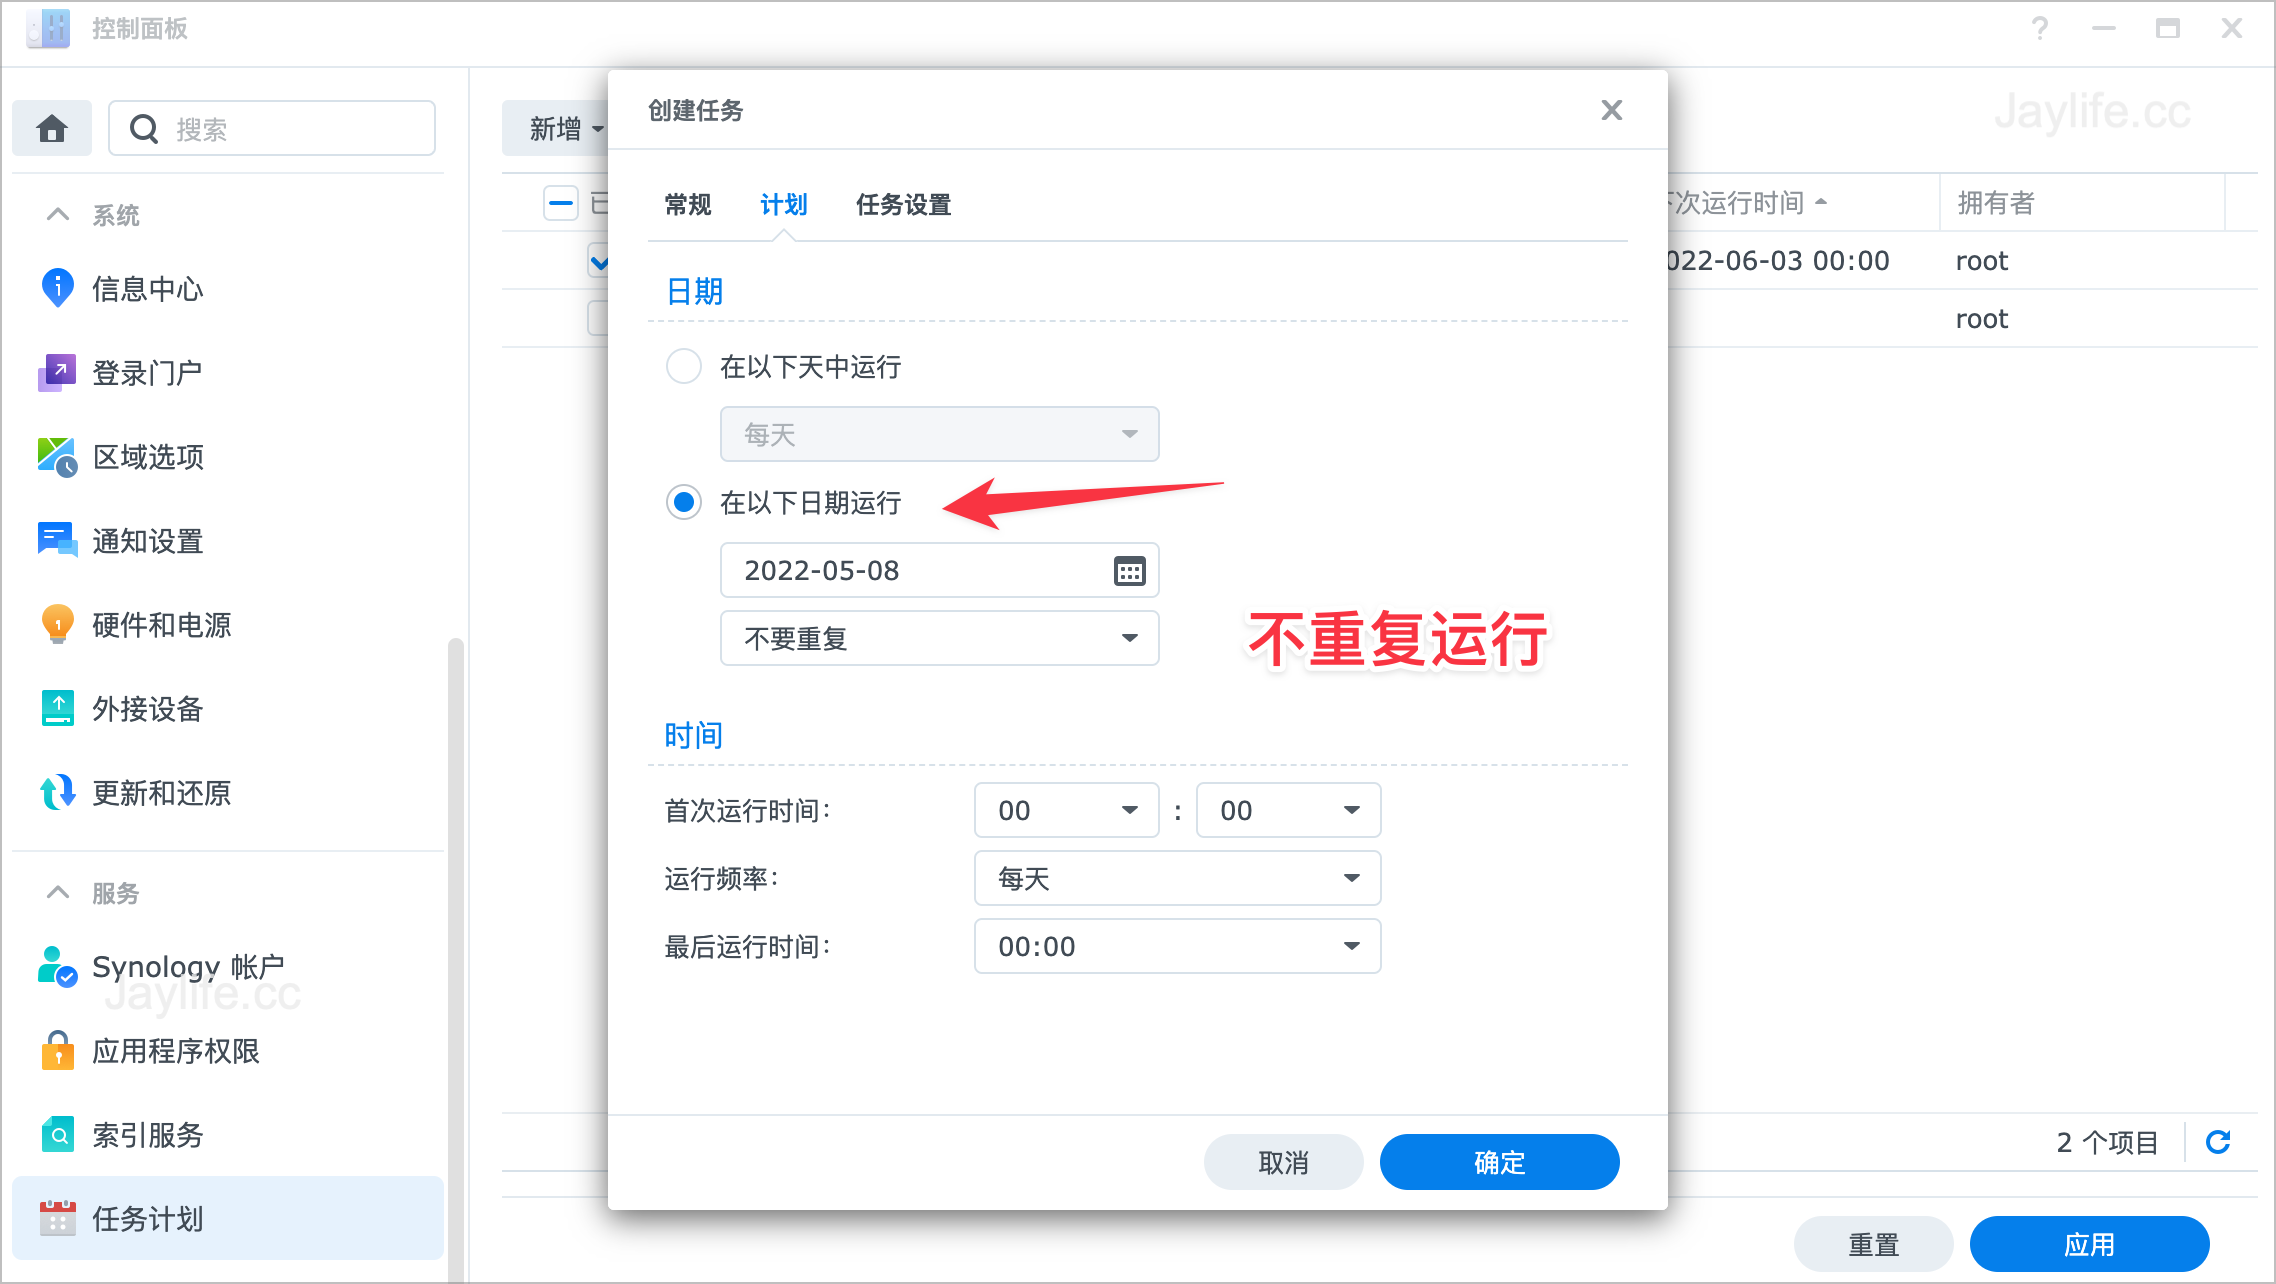 控制面板
Jaylife.cc
搜索
新增
创建任务
系统
信息中心
登录门户
区域选项
通知设置
硬件和电源
外接设备
更新和还原
服务
Synology 帐户
Jaylife.cc
应用程序权限
索引服务
任务计划
常规 计划 任务设置
次运行时间 拥有者
022-06-03 00:00 root
root
日期
在以下天中运行
每天
在以下日期运行
2022-05-08
不要重复
不重复运行
时间
首次运行时间: 00 : 00
运行频率: 每天
最后运行时间: 00:00
取消 确定
2 个项目
重置 应用